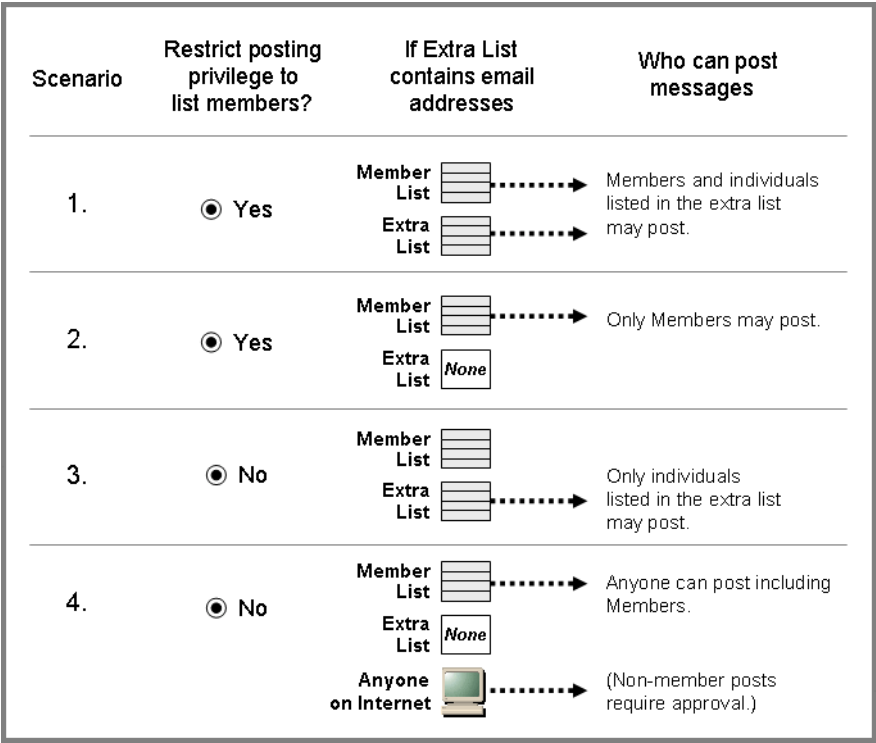 Scenario
Restrict posting
privilege to
list members?
If Extra List
contains email
addresses
Who can post
messages
1.
Yes
Member
List
Extra
List
Members and individuals
listed in the extra list
may post.
2.
Yes
Member
List
Extra
List
None
Only Members may post.
3.
No
Member
List
Extra
List
Only individuals
listed in the extra list
may post.
4.
No
Member
List
Extra
List
None
Anyone
on Internet
Anyone can post including
Members.
(Non-member posts
require approval.)